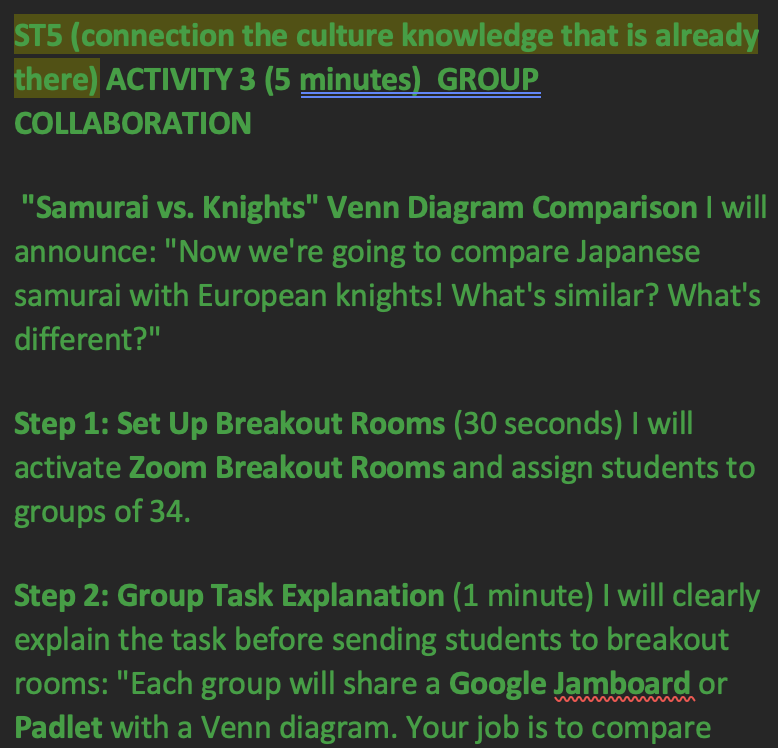 ST5 (connection the culture knowledge that is already
there) ACTIVITY 3 (5 minutes)  GROUP
COLLABORATION
"Samurai vs. Knights" Venn Diagram Comparison I will
announce: "Now we're going to compare Japanese
samurai with European knights! What's similar? What's
different?"
Step 1: Set Up Breakout Rooms (30 seconds) I will
activate Zoom Breakout Rooms and assign students to
groups of 34.
Step 2: Group Task Explanation (1 minute) I will clearly
explain the task before sending students to breakout
rooms: "Each group will share a Google Jamboard or
Padlet with a Venn diagram. Your job is to compare